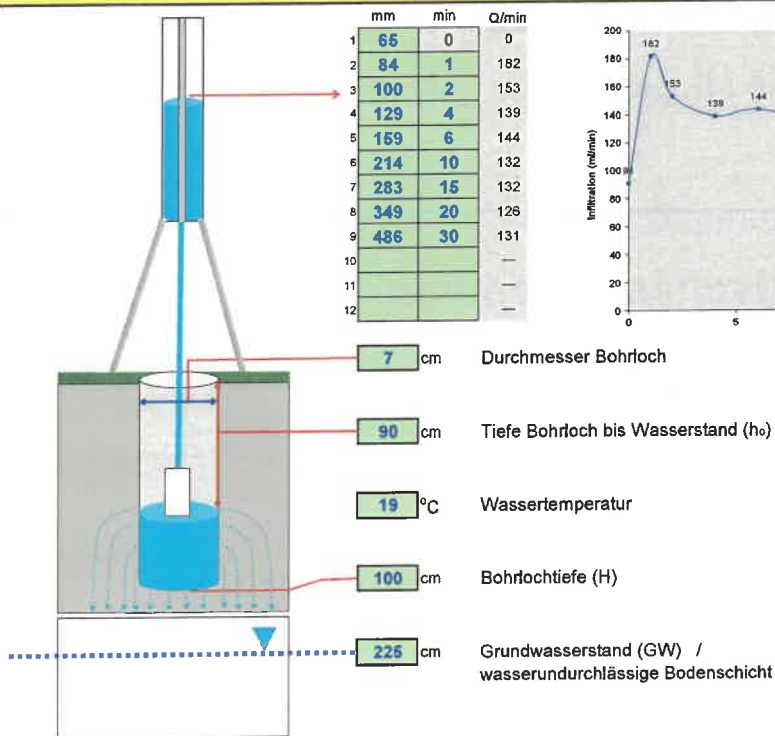 mm min Q/min
1 65 0 0
2 84 1 182
3 100 2 153
4 129 4 139
5 159 6 144
6 214 10 132
7 283 15 132
8 349 20 126
9 486 30 131
10 —
11 —
12 —
Infiltration (ml/min)
200
180
160
140
120
100
80
60
40
20
0
182
153
139
144
0 5
7 cm Durchmesser Bohrloch
90 cm Tiefe Bohrloch bis Wasserstand (h₀)
19 °C Wassertemperatur
100 cm Bohrlochtiefe (H)
225 cm Grundwasserstand (GW) /
wasserundurchlässige Bodenschicht